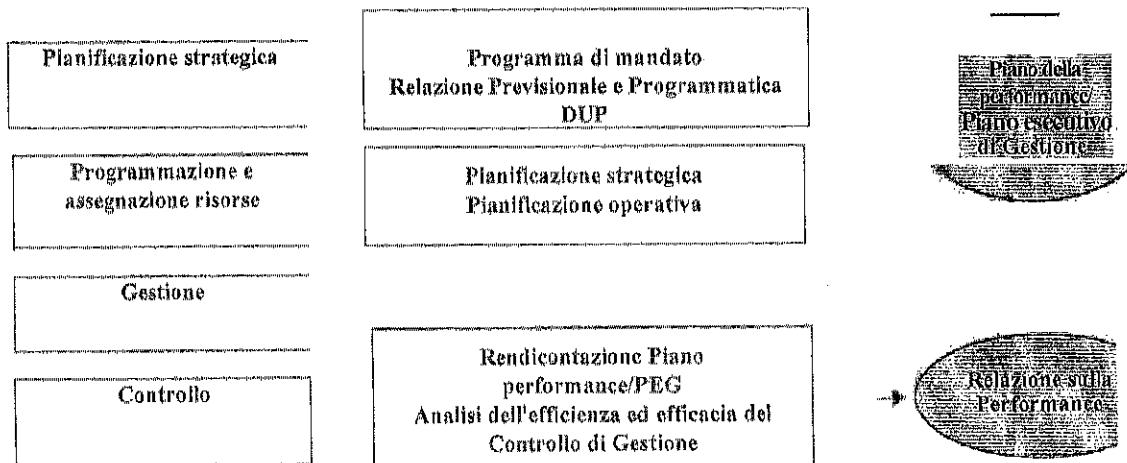 Planificazione strategica
Programma di mandato
Relazione Previsionale e Programmatica
DUP
Piano della
performance/
Piano esecutivo
di Gestione
Programmazione e
assegnazione risorse
Pianificazione strategica
Pianificazione operativa
Gestione
Controllo
Rendicontazione Piano
performance/PEG
Analisi dell'efficienza ed efficacia del
Controllo di Gestione
Relazione sulla
Performance